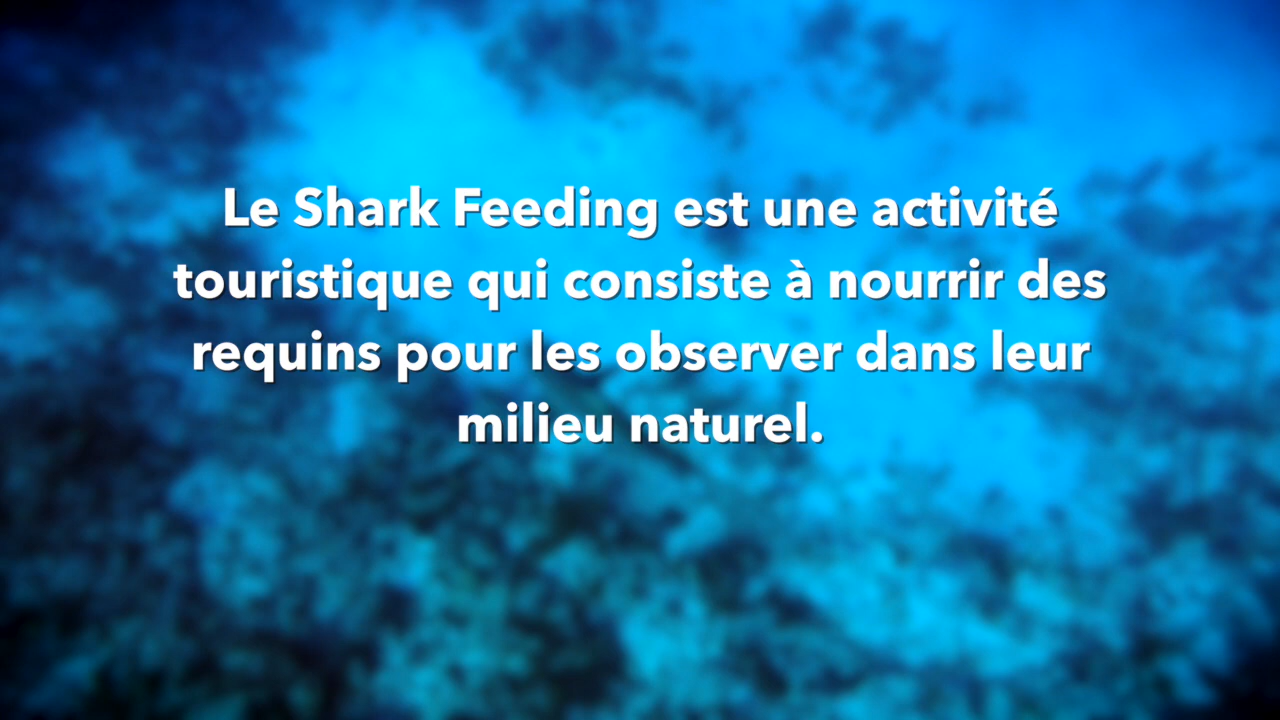 Le Shark Feeding est une activité
touristique qui consiste à nourrir des
requins pour les observer dans leur
milieu naturel.